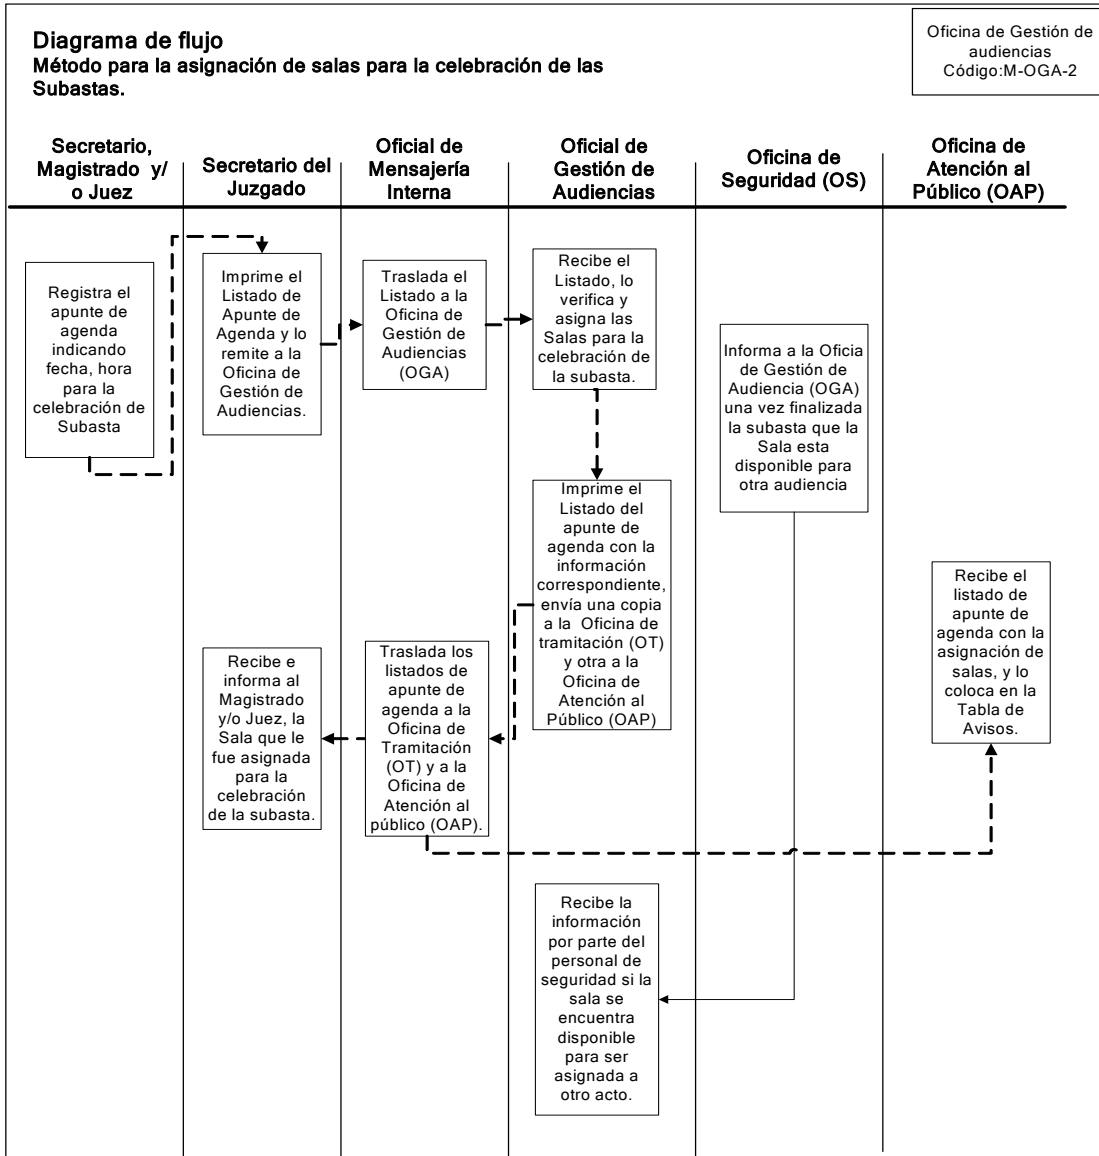 Diagrama de flujo
Método para la asignación de salas para la celebración de las
Subastas.
Oficina de Gestión de
audiencias
Código:M-OGA-2
Secretario,
Magistrado y/
o Juez
Secretario del
Juzgado
Oficial de
Mensajería
Interna
Oficial de
Gestión de
Audiencias
Oficina de
Seguridad (OS)
Oficina de
Atención al
Público (OAP)
Registra el
apunte de
agenda
indicando
fecha, hora
para la
celebración de
Subasta
Imprime el
Listado de
Apunte de
Agenda y lo
remite a la
Oficina de
Gestión de
Audiencias.
Traslada el
Listado a la
Oficina de
Gestión de
Audiencias
(OGA)
Recibe el
Listado, lo
verifica y
asigna las
Salas para la
celebración de
la subasta.
Informa a la Oficia
de Gestión de
Audiencia (OGA)
una vez finalizada
la subasta que la
Sala esta
disponible para
otra audiencia
Imprime el
Listado del
apunte de
agenda con la
información
correspondiente,
envía una copia
a la Oficina de
tramitación (OT)
y otra a la
Oficina de
Atención al
Público (OAP)
Recibe el
listado de
apunte de
agenda con la
asignación de
salas, y lo
coloca en la
Tabla de
Avisos.
Traslada los
listados de
apunte de
agenda a la
Oficina de
Tramitación
(OT) y a la
Oficina de
Atención al
público (OAP).
Recibe e
informa al
Magistrado
y/o Juez, la
Sala que le
fue asignada
para la
celebración
de la subasta.
Recibe la
información
por parte del
personal de
seguridad si la
sala se
encuentra
disponible
para ser
asignada a
otro acto.